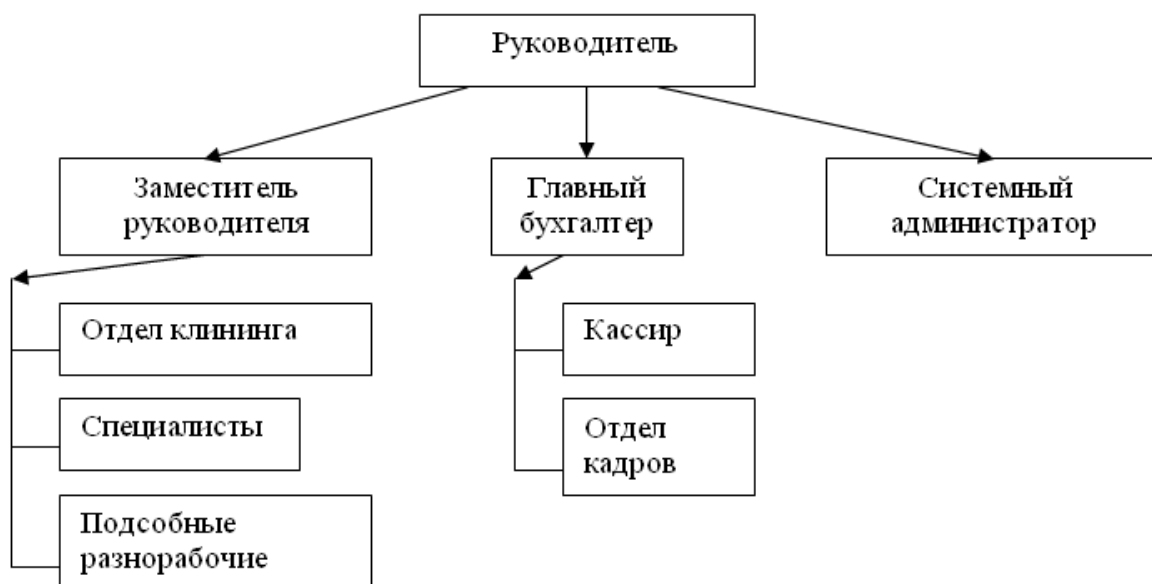 Руководитель
Заместитель
руководителя
Главный
бухгалтер
Системный
администратор
Отдел клининга
Специалисты
Подсобные
разнорабочие
Кассир
Отдел
кадров